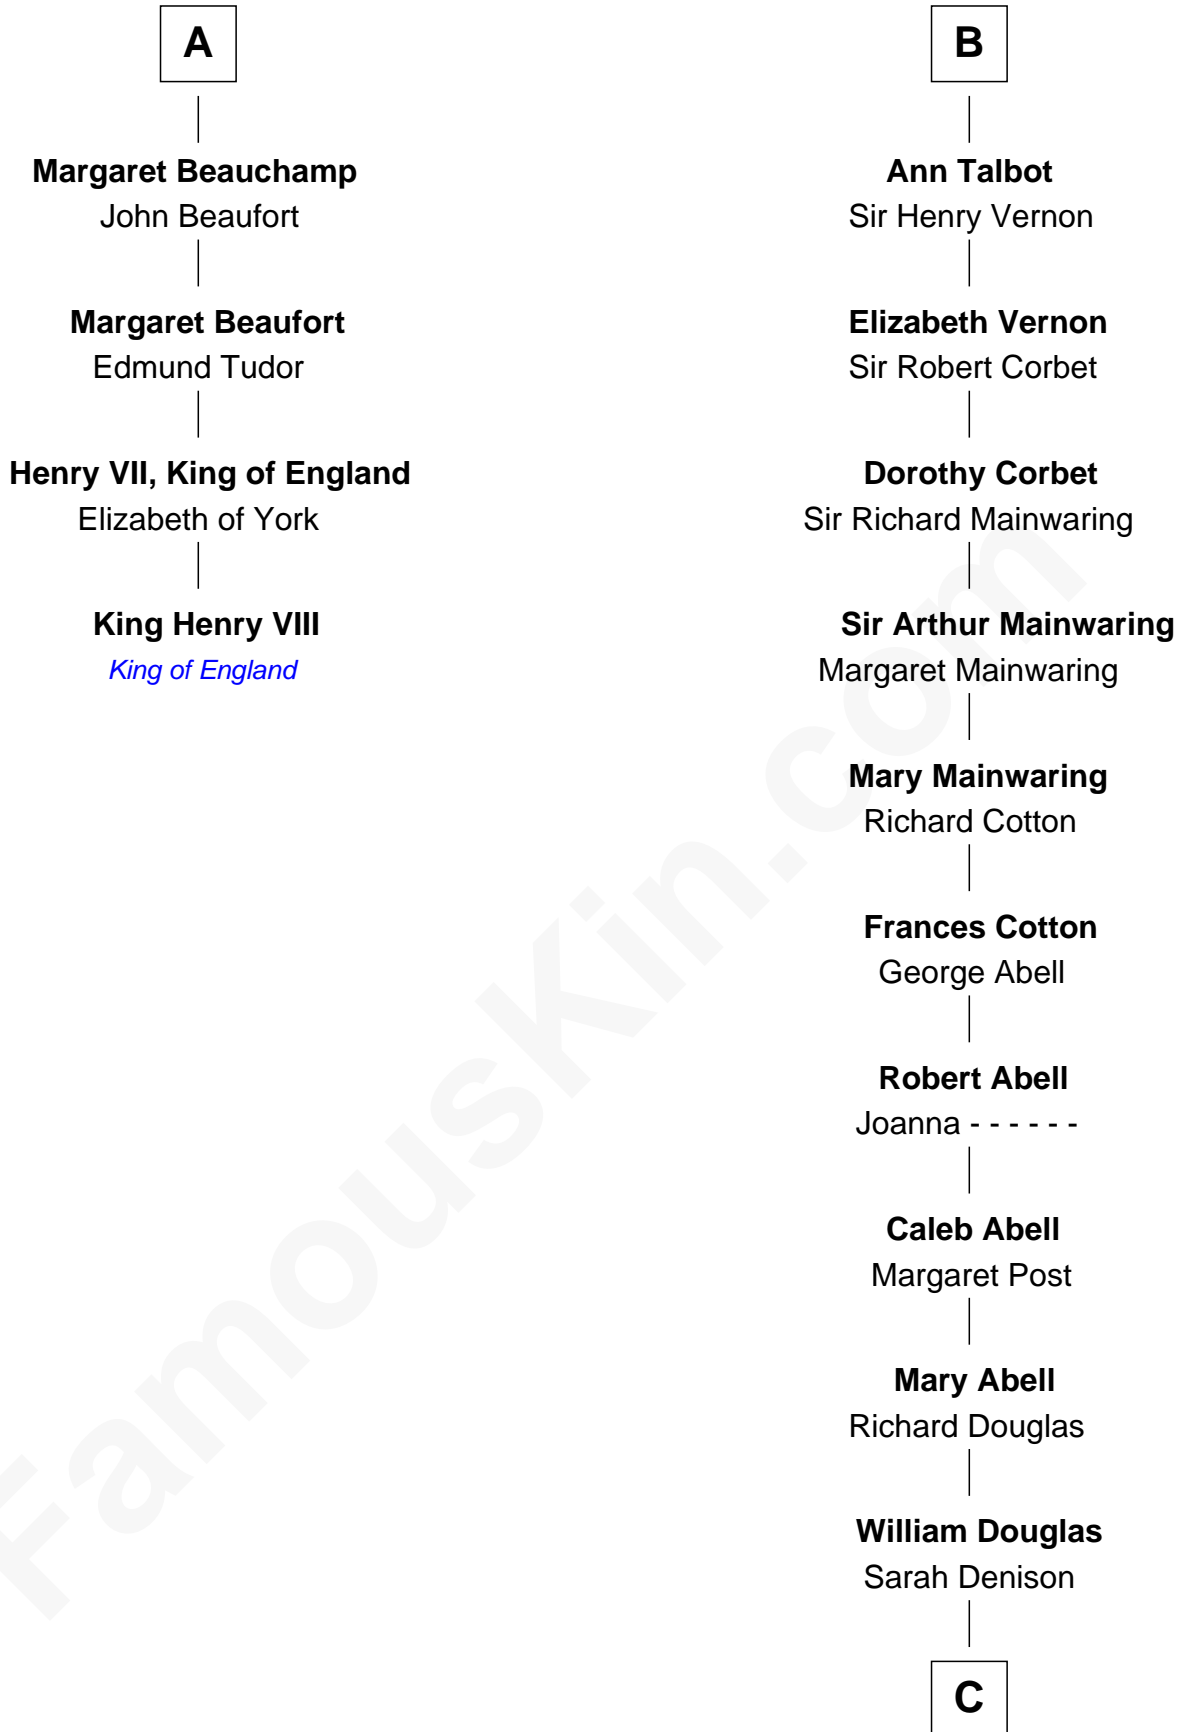 A
Margaret Beauchamp
John Beaufort
Margaret Beaufort
Edmund Tudor
Henry VII, King of England
Elizabeth of York
King Henry VIII
King of England
B
Ann Talbot
Sir Henry Vernon
Elizabeth Vernon
Sir Robert Corbet
Dorothy Corbet
Sir Richard Mainwaring
Sir Arthur Mainwaring
Margaret Mainwaring
Mary Mainwaring
Richard Cotton
Frances Cotton
George Abell
Robert Abell
Joanna - - - - - -
Caleb Abell
Margaret Post
Mary Abell
Richard Douglas
William Douglas
Sarah Denison
C
FamousKin.com